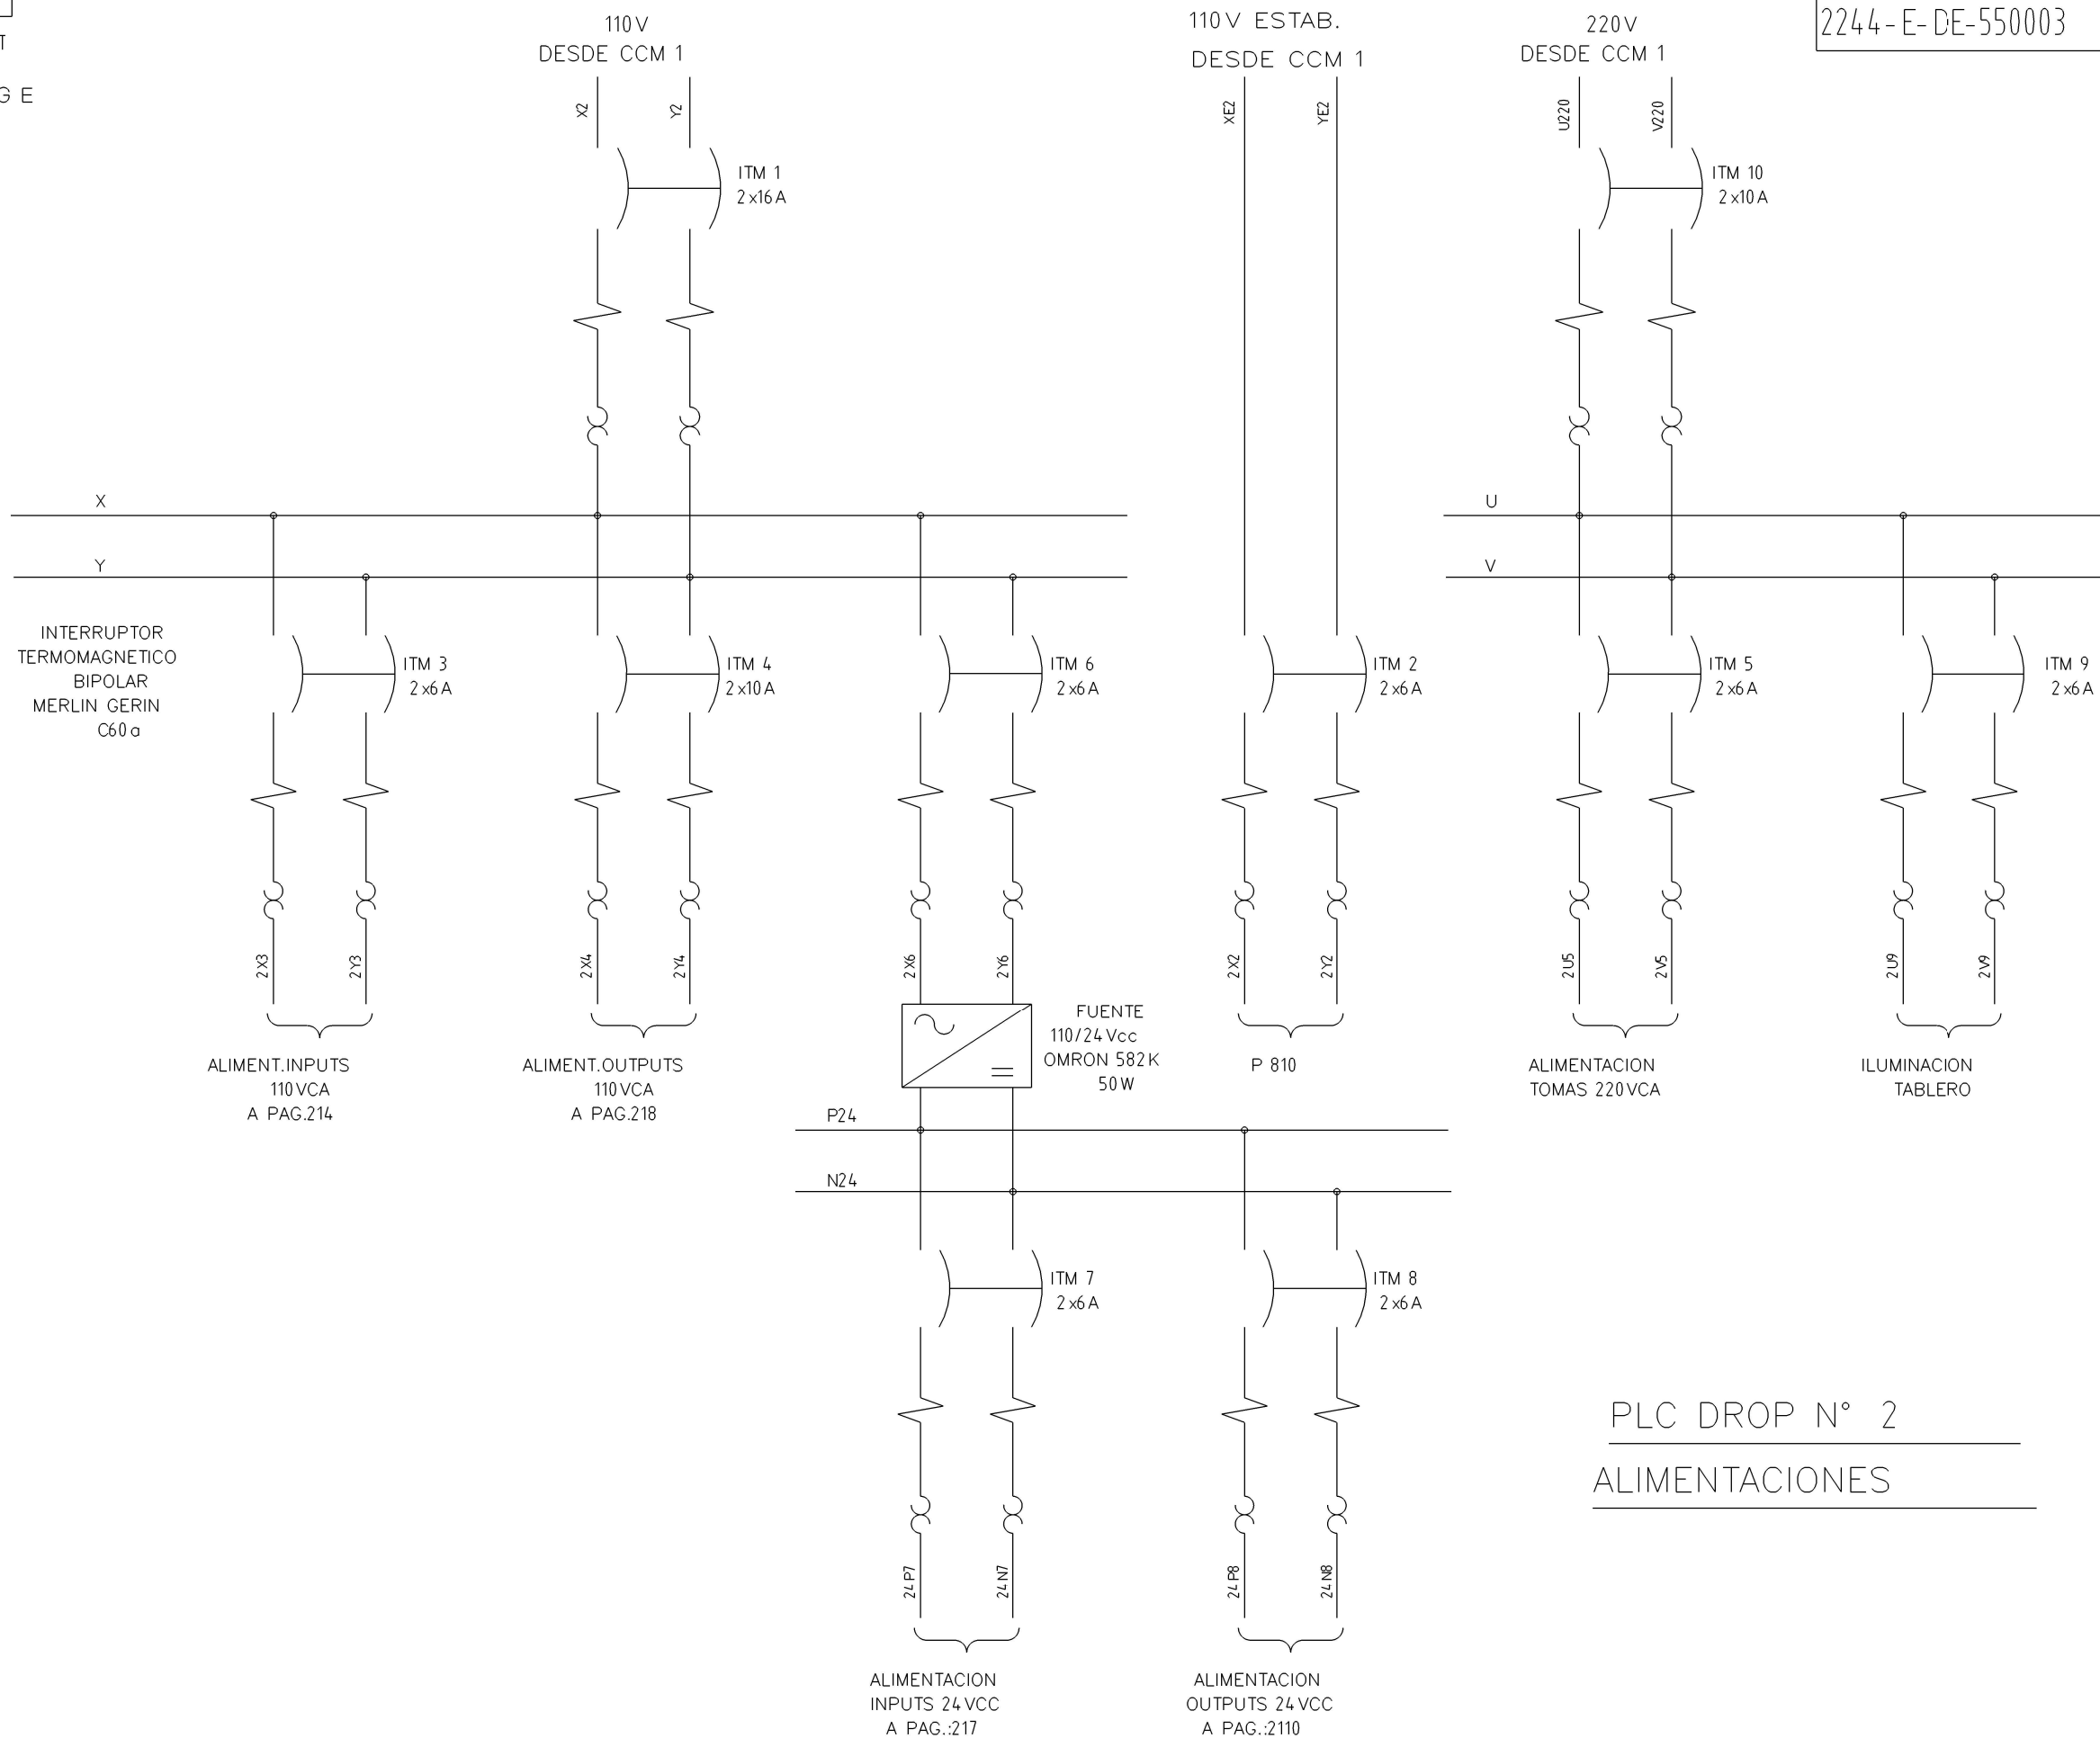 2244-E-DE-550003
G E
110V
DESDE CCM 1
110V ESTAB.
DESDE CCM 1
220V
DESDE CCM 1
X2
Y2
XE2
YE2
U220
V220
ITM 1
2x16A
ITM 10
2x10A
X
Y
U
V
INTERRUPTOR
TERMOMAGNETICO
BIPOLAR
MERLIN GERIN
C60a
ITM 3
2x6A
ITM 4
2x10A
ITM 6
2x6A
ITM 2
2x6A
ITM 5
2x6A
ITM 9
2x6A
2X3
2Y3
2X4
2Y4
2X6
2Y6
2X2
2Y2
2U5
2V5
2U9
2V9
ALIMENT.INPUTS
110VCA
A PAG.214
ALIMENT.OUTPUTS
110VCA
A PAG.218
FUENTE
110/24Vcc
OMRON 582K
50W
P 810
ALIMENTACION
TOMAS 220VCA
ILUMINACION
TABLERO
P24
N24
ITM 7
2x6A
ITM 8
2x6A
24P7
24N7
24P8
24N8
ALIMENTACION
INPUTS 24VCC
A PAG.:217
ALIMENTACION
OUTPUTS 24VCC
A PAG.:2110
PLC DROP N° 2
ALIMENTACIONES